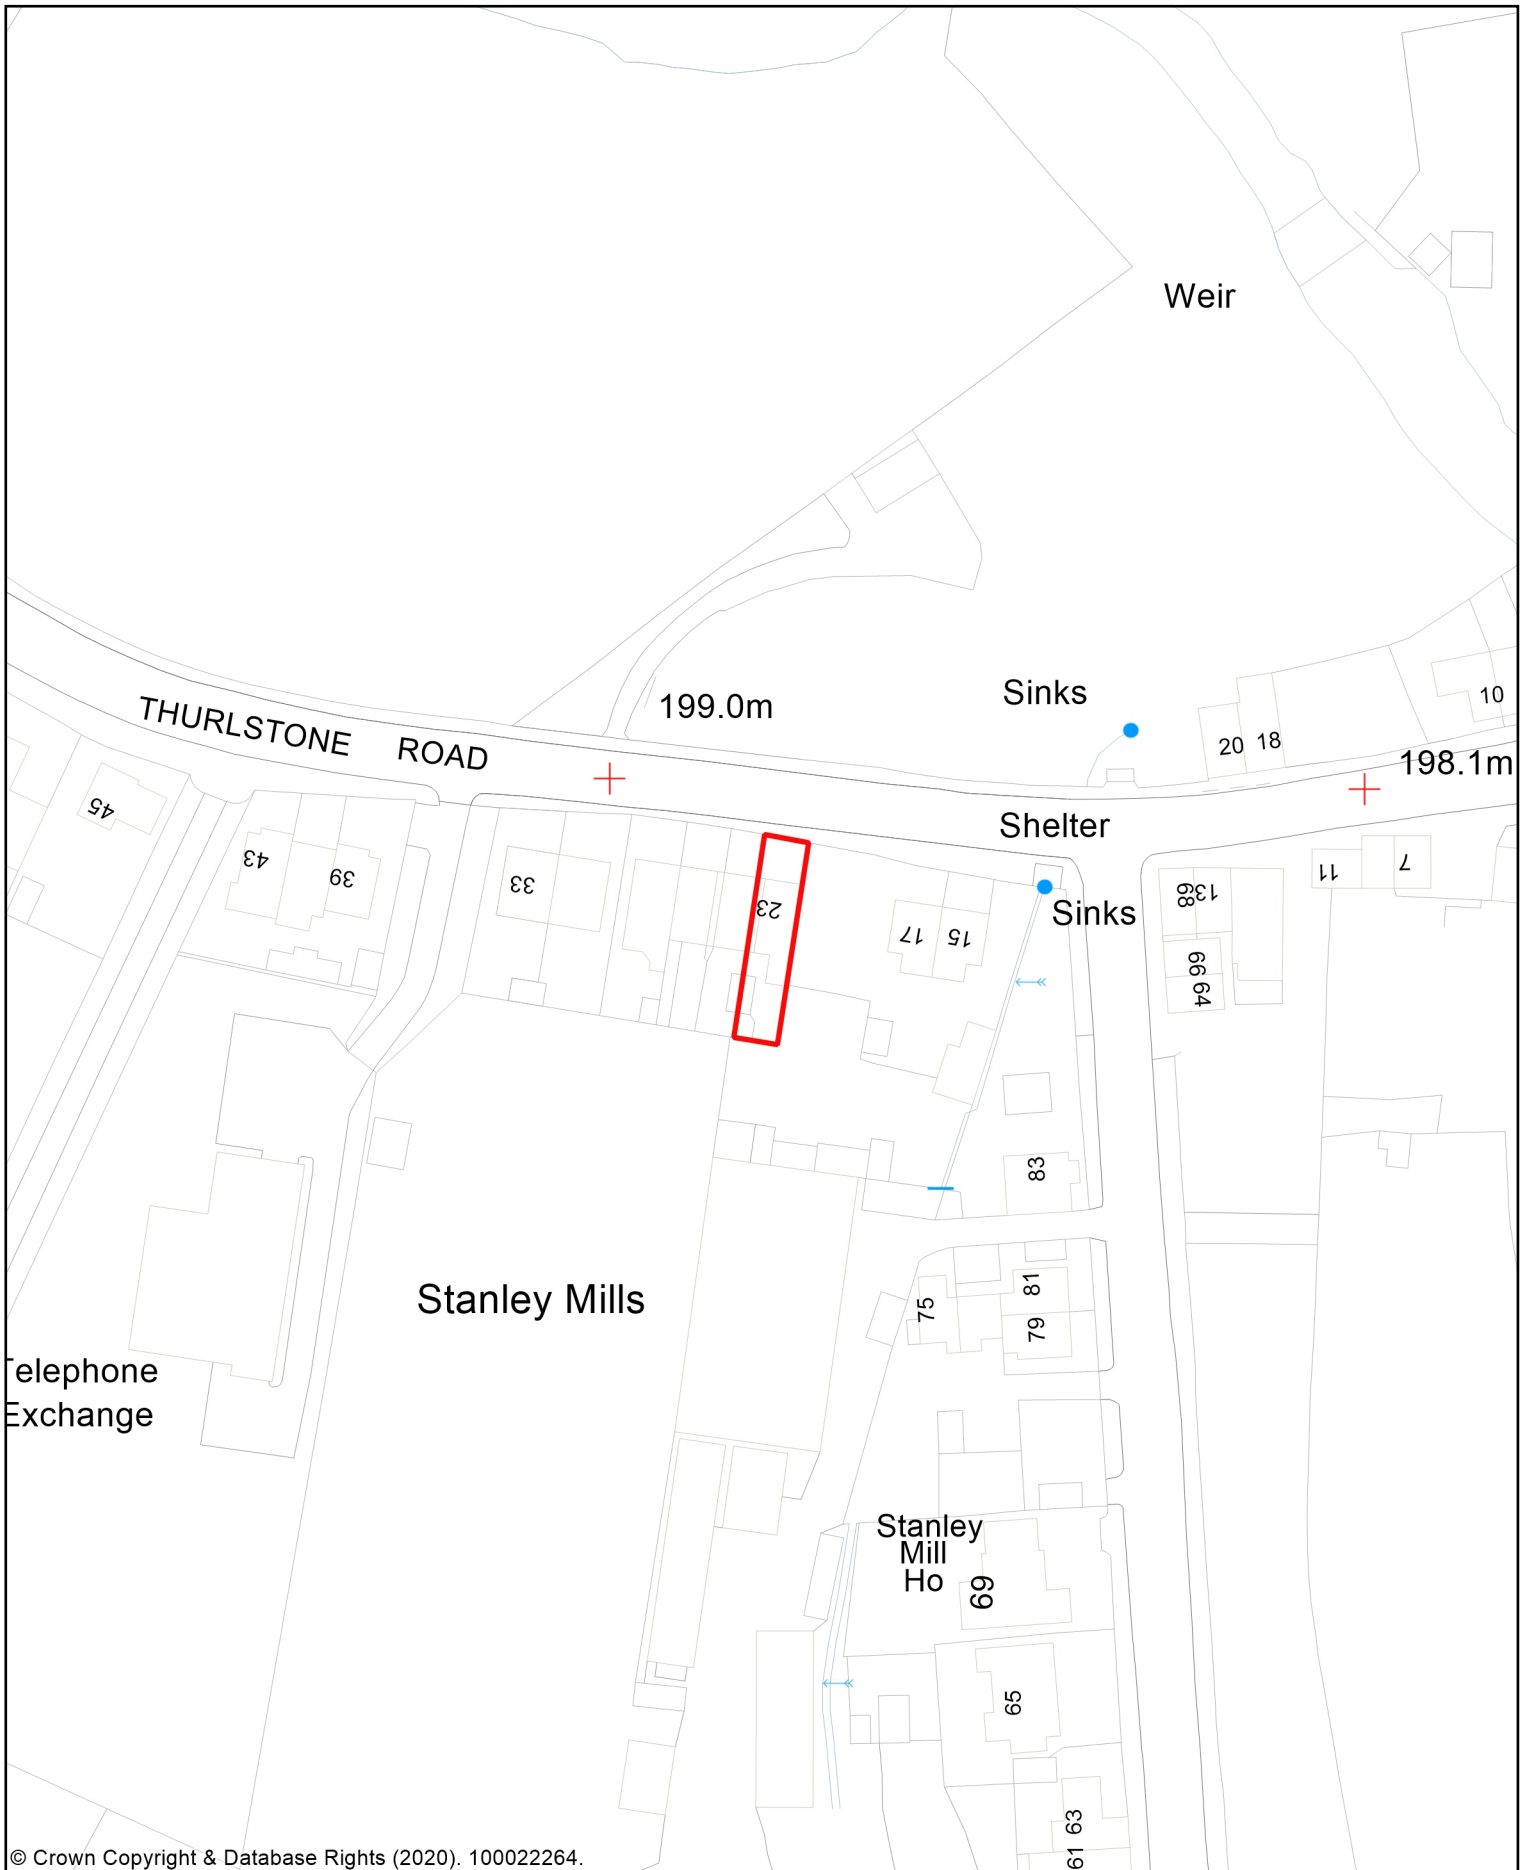 Weir
Sinks
199.0m
10
20
18
THURLSTONE ROAD
198.1m
Shelter
45
43
39
33
23
17
15
Sinks
68
13
11
7
66
64
83
Stanley Mills
75
81
79
Telephone
Exchange
Stanley
Mill
Ho
69
65
63
61
© Crown Copyright & Database Rights (2020). 100022264.